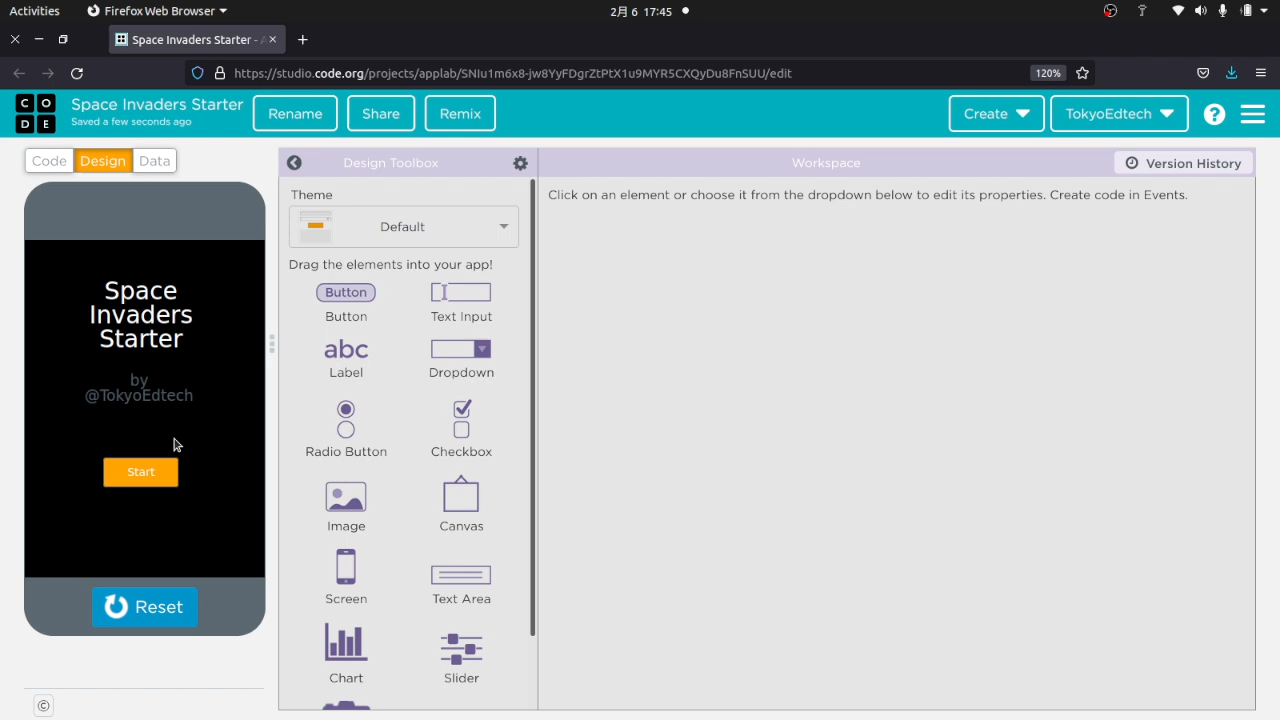 Activities
Firefox Web Browser
2月 6 17:45
Space Invaders Starter - A
https://studio.code.org/projects/applab/SNIu1m6x8-jw8YyFDgrZtPtX1u9MYR5CXQyDu8FnSUU/edit
120%
CODE
Space Invaders Starter
Saved a few seconds ago
Rename
Share
Remix
Create
TokyoEdtech
?
Code
Design
Data
Design Toolbox
Workspace
Version History
Theme
Default
Click on an element or choose it from the dropdown below to edit its properties. Create code in Events.
Drag the elements into your app!
Button
Button
Text Input
abc
Label
Dropdown
Radio Button
Checkbox
Image
Canvas
Screen
Text Area
Chart
Slider
Space
Invaders
Starter
by
@TokyoEdtech
Start
Reset
©